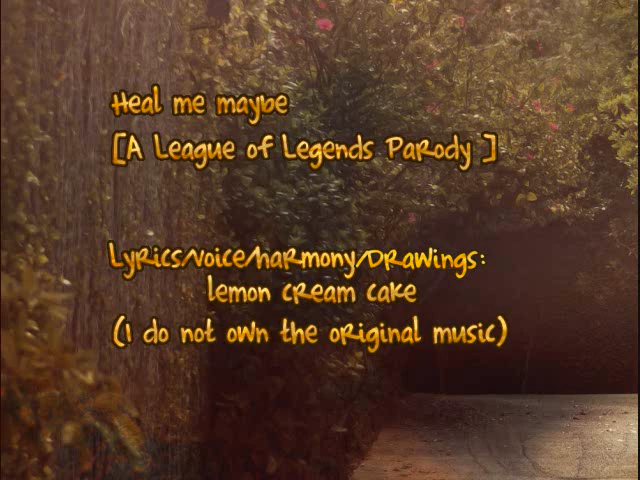 Heal me maybe
[A League of Legends Parody ]
Lyrics/voice/harmony/Drawings:
lemon cream cake
(I do not own the original music)